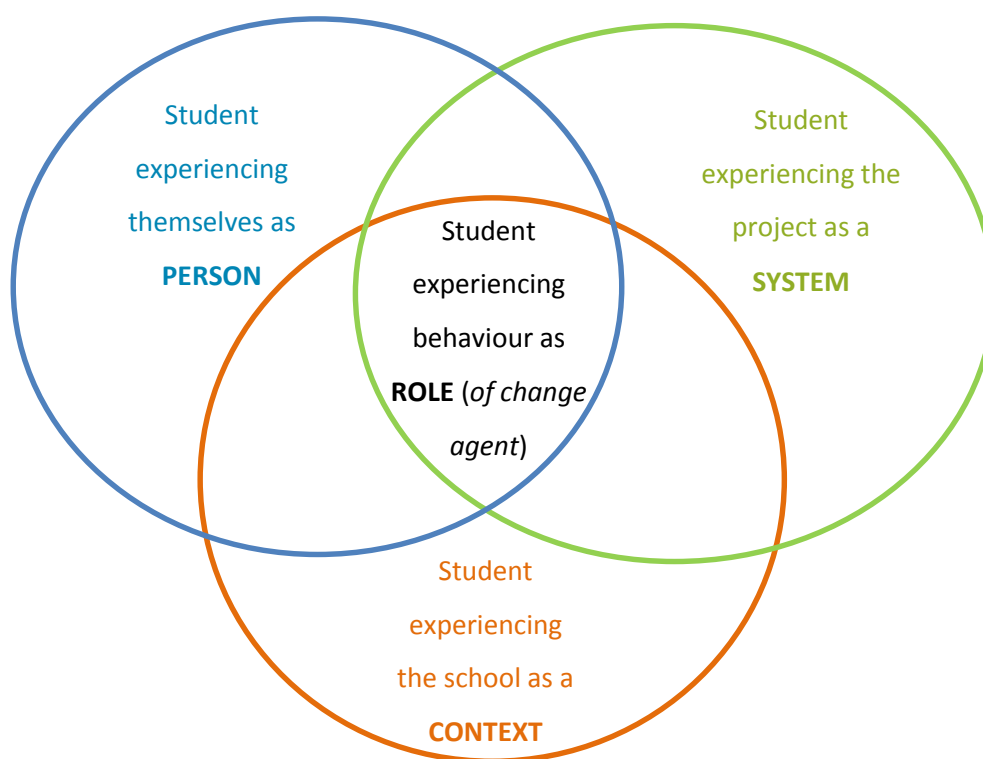 Student
experiencing
themselves as
PERSON
Student
experiencing the
project as a
SYSTEM
Student
experiencing
behaviour as
ROLE (of change
agent)
Student
experiencing
the school as a
CONTEXT